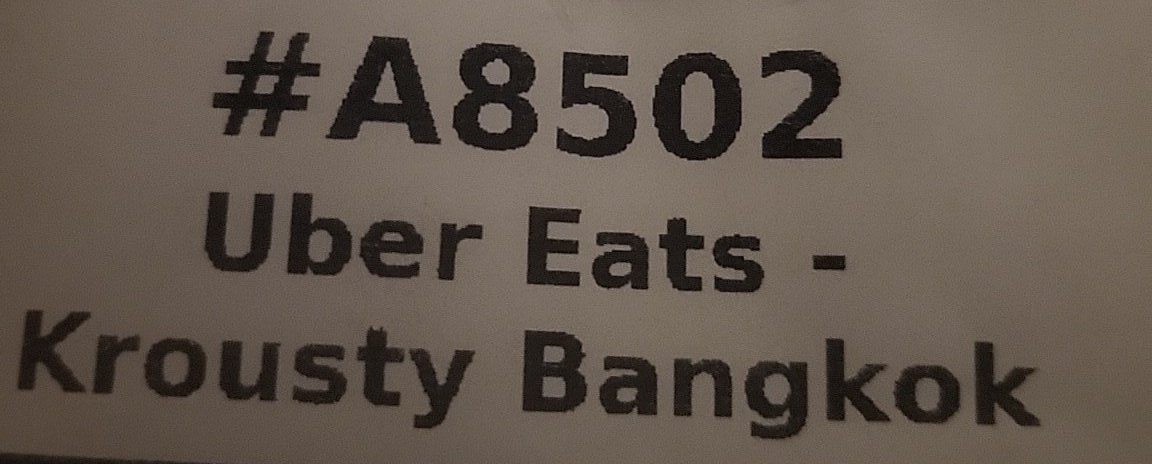 #A8502
Uber Eats -
Krousty Bangkok